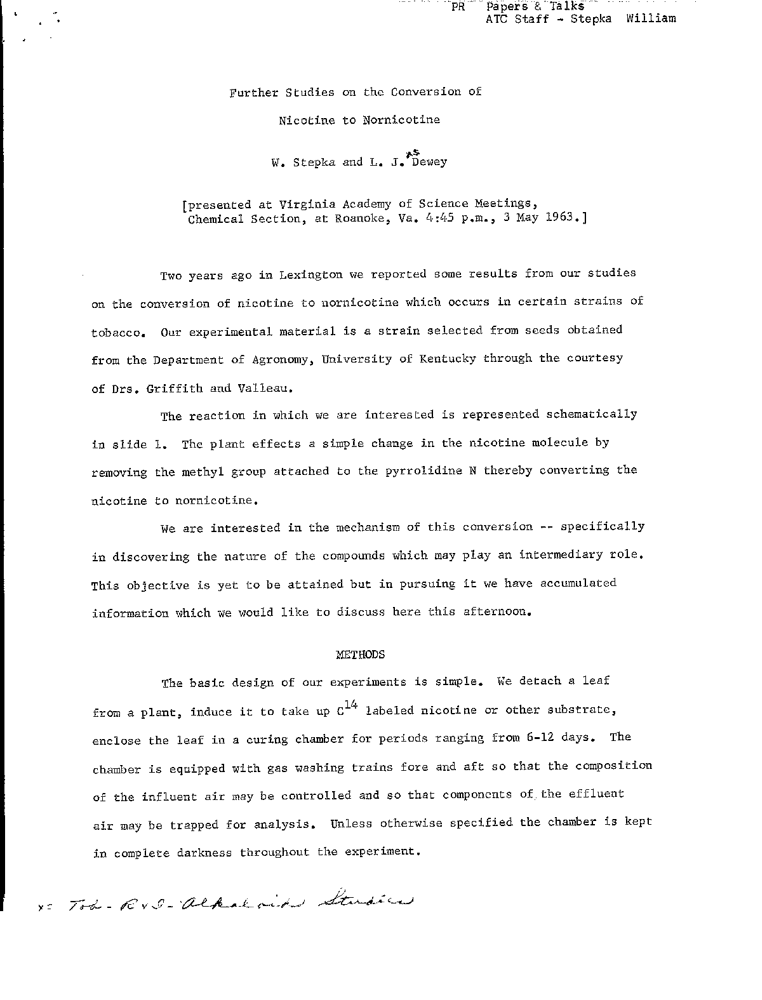 PR Papers & Talks
ATC Staff - Stepka William
Further Studies on the Conversion of
Nicotine to Nornicotine
W. Stepka and L. J. Dewey
[presented at Virginia Academy of Science Meetings,
Chemical Section, at Roanoke, Va. 4:45 p.m., 3 May 1963.]
Two years ago in Lexington we reported some results from our studies
on the conversion of nicotine to nornicotine which occurs in certain strains of
tobacco. Our experimental material is a strain selected from seeds obtained
from the Department of Agronomy, University of Kentucky through the courtesy
of Drs. Griffith and Valleau.
The reaction in which we are interested is represented schematically
in slide 1. The plant effects a simple change in the nicotine molecule by
removing the methyl group attached to the pyrrolidine N thereby converting the
nicotine to nornicotine.
We are interested in the mechanism of this conversion -- specifically
in discovering the nature of the compounds which may play an intermediary role.
This objective is yet to be attained but in pursuing it we have accumulated
information which we would like to discuss here this afternoon.
METHODS
The basic design of our experiments is simple. We detach a leaf
from a plant, induce it to take up C14 labeled nicotine or other substrate,
enclose the leaf in a curing chamber for periods ranging from 6-12 days. The
chamber is equipped with gas washing trains fore and aft so that the composition
of the influent air may be controlled and so that components of the effluent
air may be trapped for analysis. Unless otherwise specified the chamber is kept
in complete darkness throughout the experiment.
Alkaloids Studies